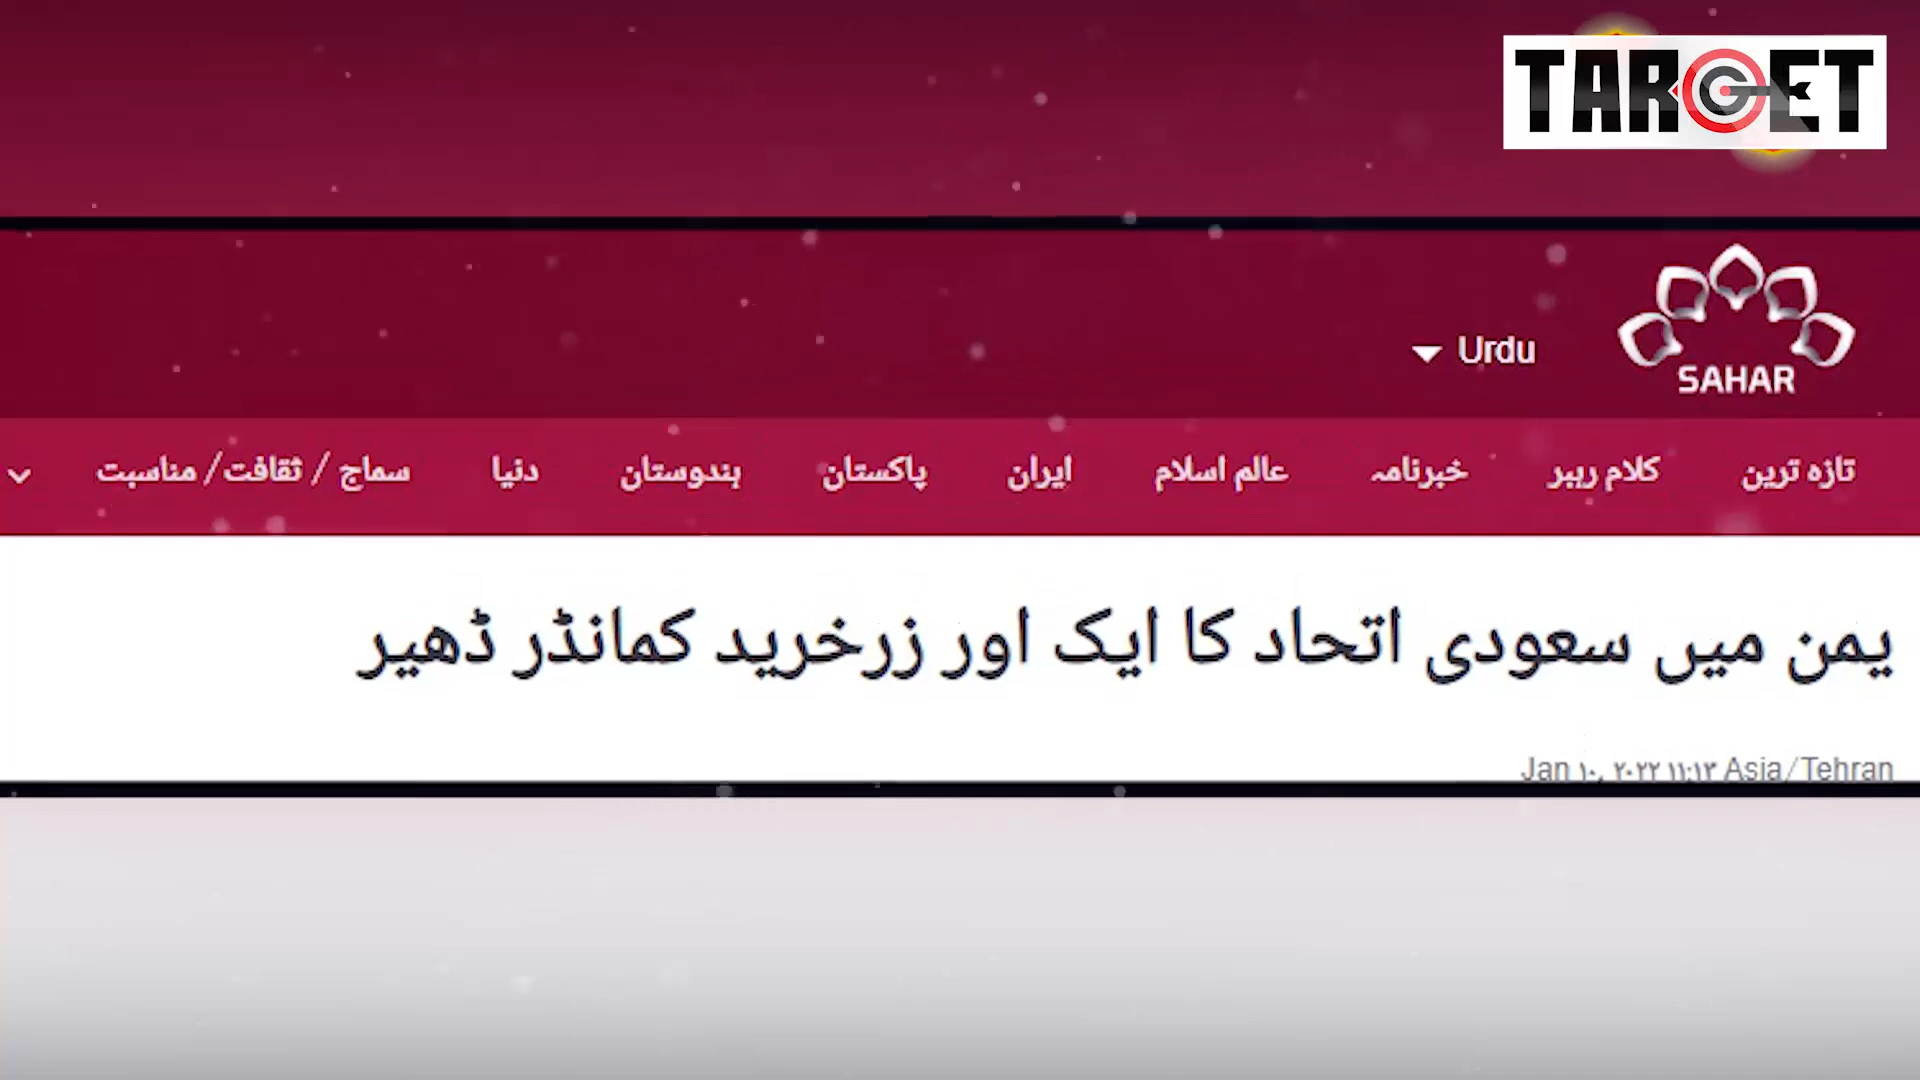 TARGET
SAHAR
Urdu
تازہ ترین کلام رہبر خبرنامہ عالم اسلام ایران پاکستان ہندوستان دنیا سماج / ثقافت/ مناسبت
یمن میں سعودی اتحاد کا ایک اور زرخرید کمانڈر ڈھیر
Jan ۱۰, ۲۰۲۲ ۱۱:۱۳ Asia/Tehran